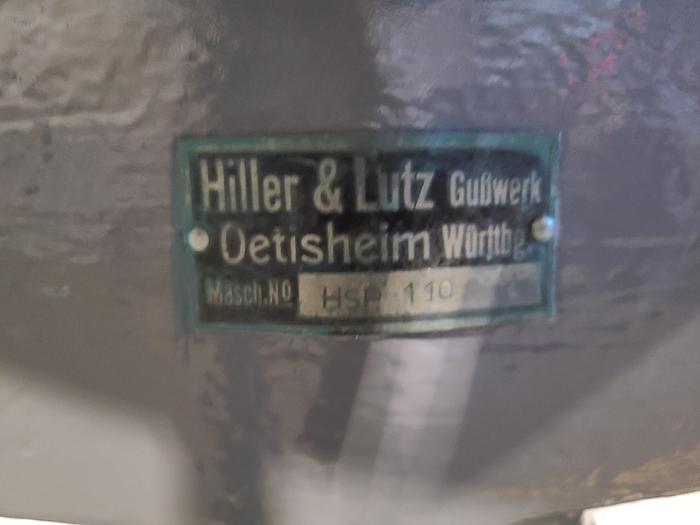 Hiller & Lutz Gußwerk
Oetisheim Württbg
Masch.No HSP 110